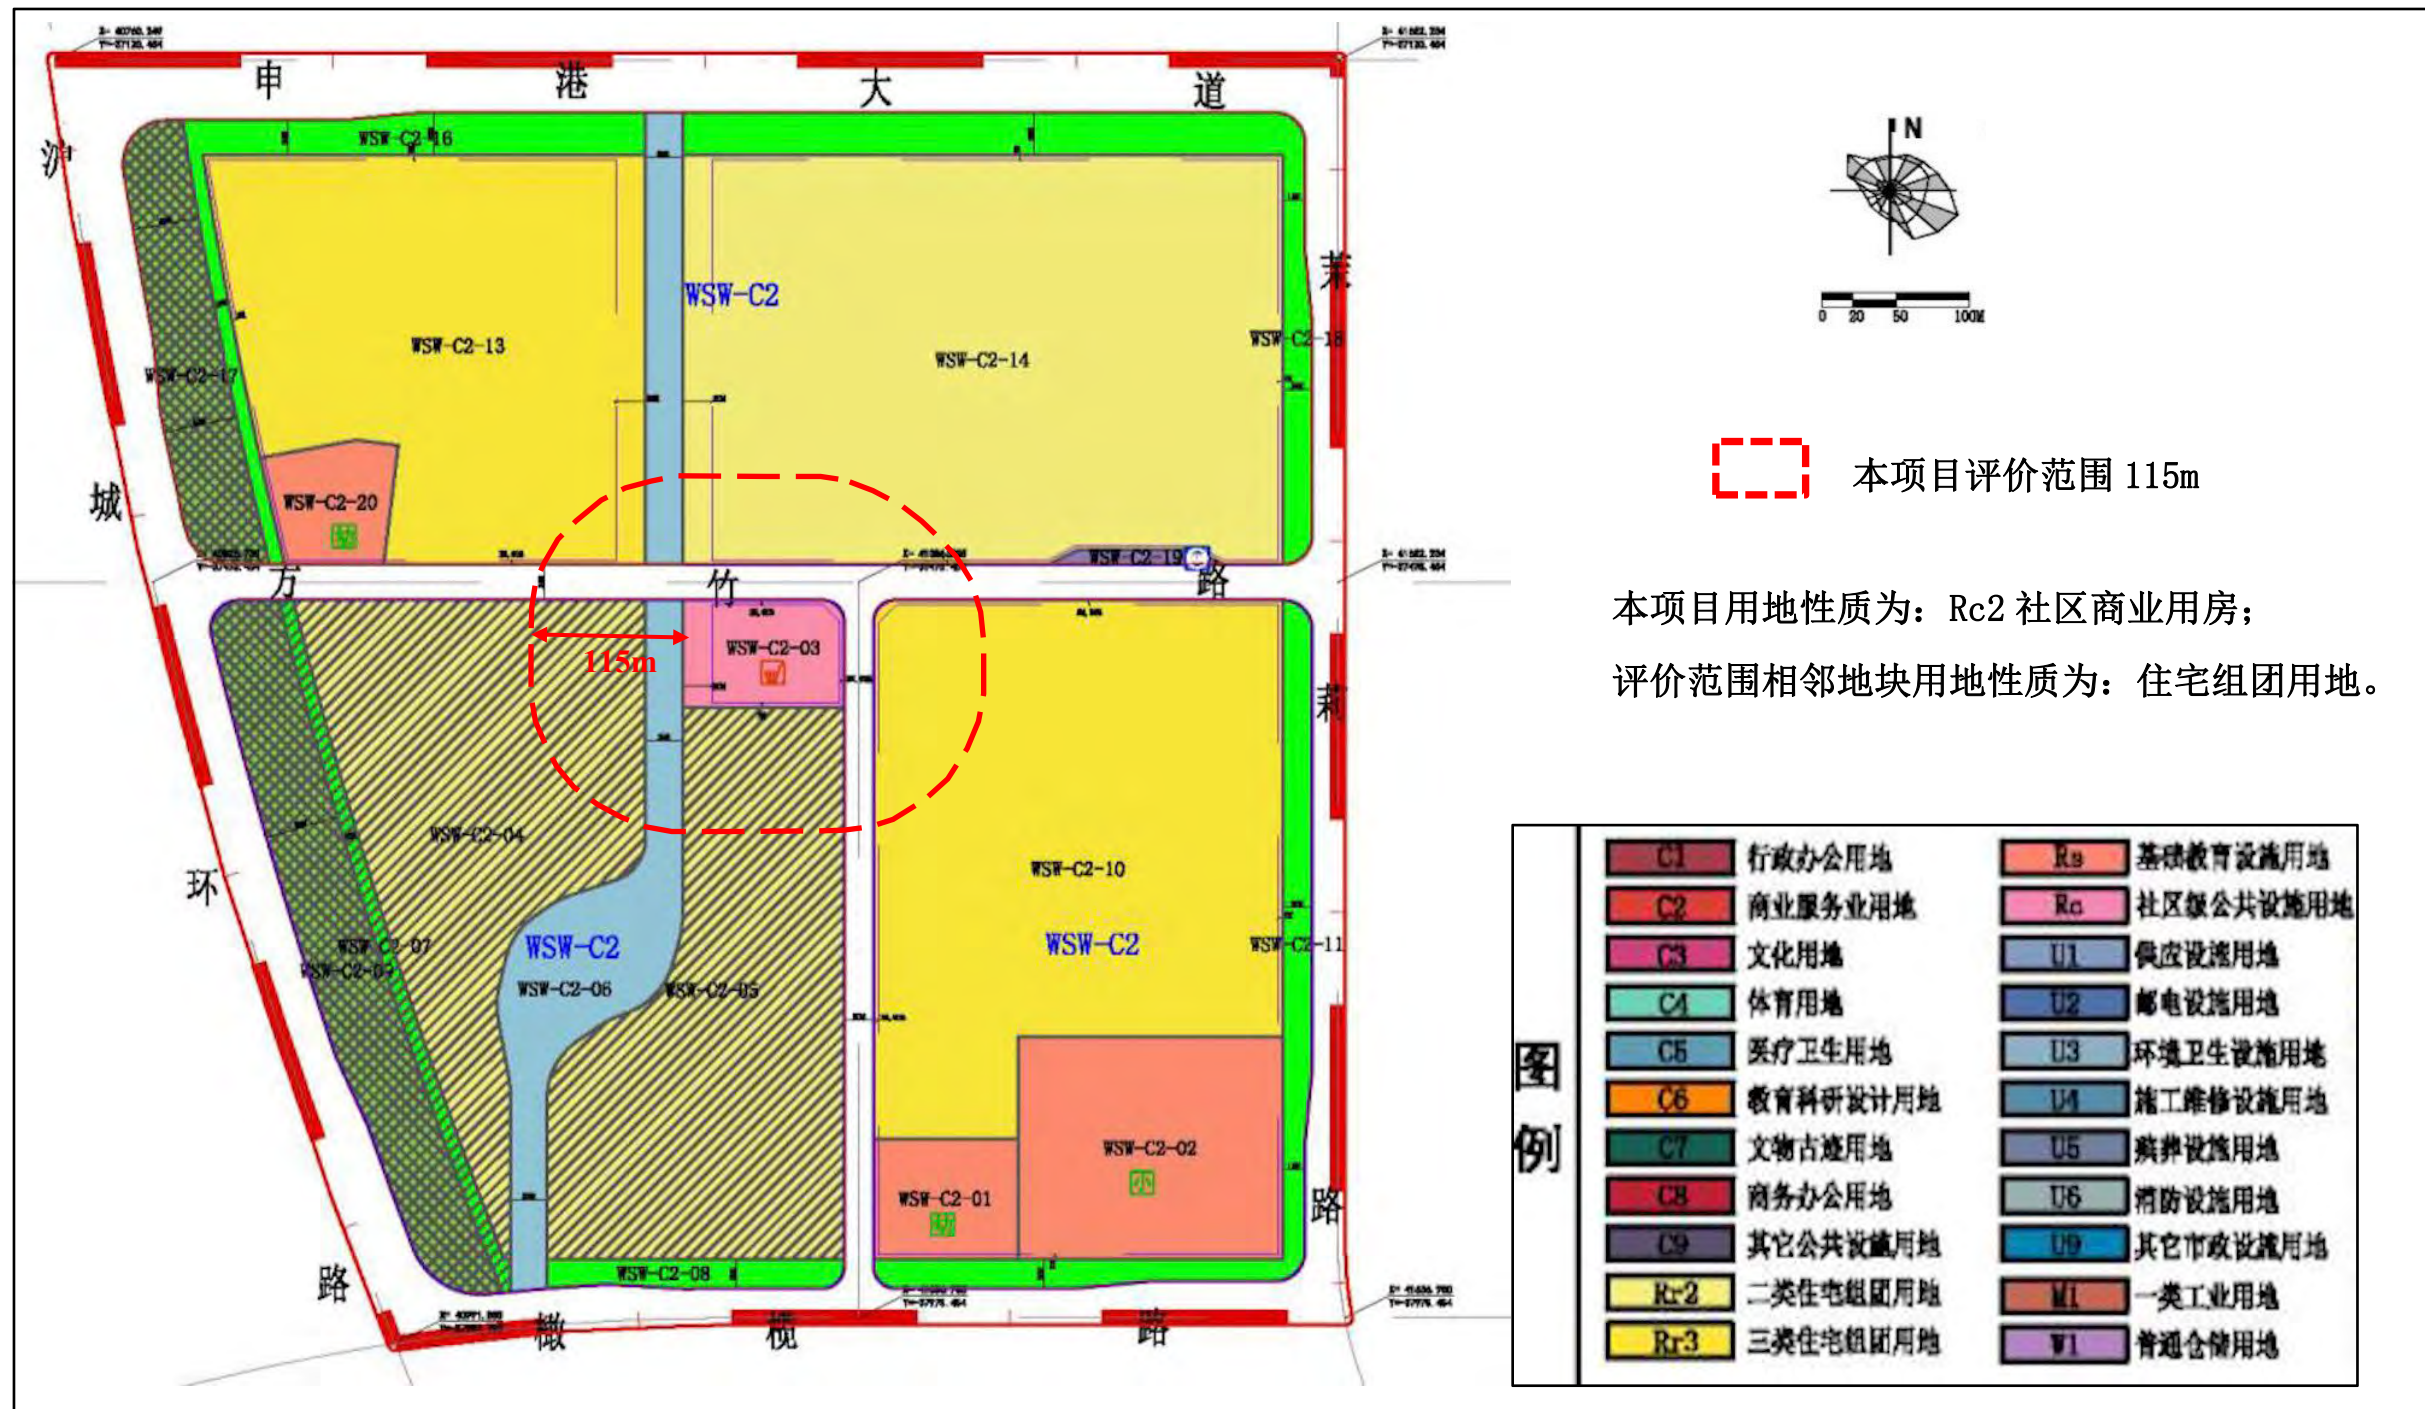 申港大道
沪城环路
茉莉路
方竹路
橄榄路
WSW-C2-16
WSW-C2
WSW-C2-13
WSW-C2-14
WSW-C2-18
WSW-C2-17
WSW-C2-20
幼
WSW-C2-19
WSW-C2-03
115m
WSW-C2-04
WSW-C2-10
WSW-C2
WSW-C2
WSW-C2-11
WSW-C2-07
WSW-C2-09
WSW-C2-06
WSW-C2-05
WSW-C2-02
小
WSW-C2-01
幼
WSW-C2-08
N
0 20 50 100M
本项目评价范围 115m
本项目用地性质为：Rc2 社区商业用房；
评价范围相邻地块用地性质为：住宅组团用地。
图例
C1 行政办公用地
C2 商业服务业用地
C3 文化用地
C4 体育用地
C5 医疗卫生用地
C6 教育科研设计用地
C7 文物古迹用地
C8 商务办公用地
C9 其它公共设施用地
Rr2 二类住宅组团用地
Rr3 三类住宅组团用地
Rs 基础教育设施用地
Rc 社区级公共设施用地
U1 供应设施用地
U2 邮电设施用地
U3 环境卫生设施用地
U4 施工维修设施用地
U5 殡葬设施用地
U6 消防设施用地
U9 其它市政设施用地
M1 一类工业用地
W1 普通仓储用地